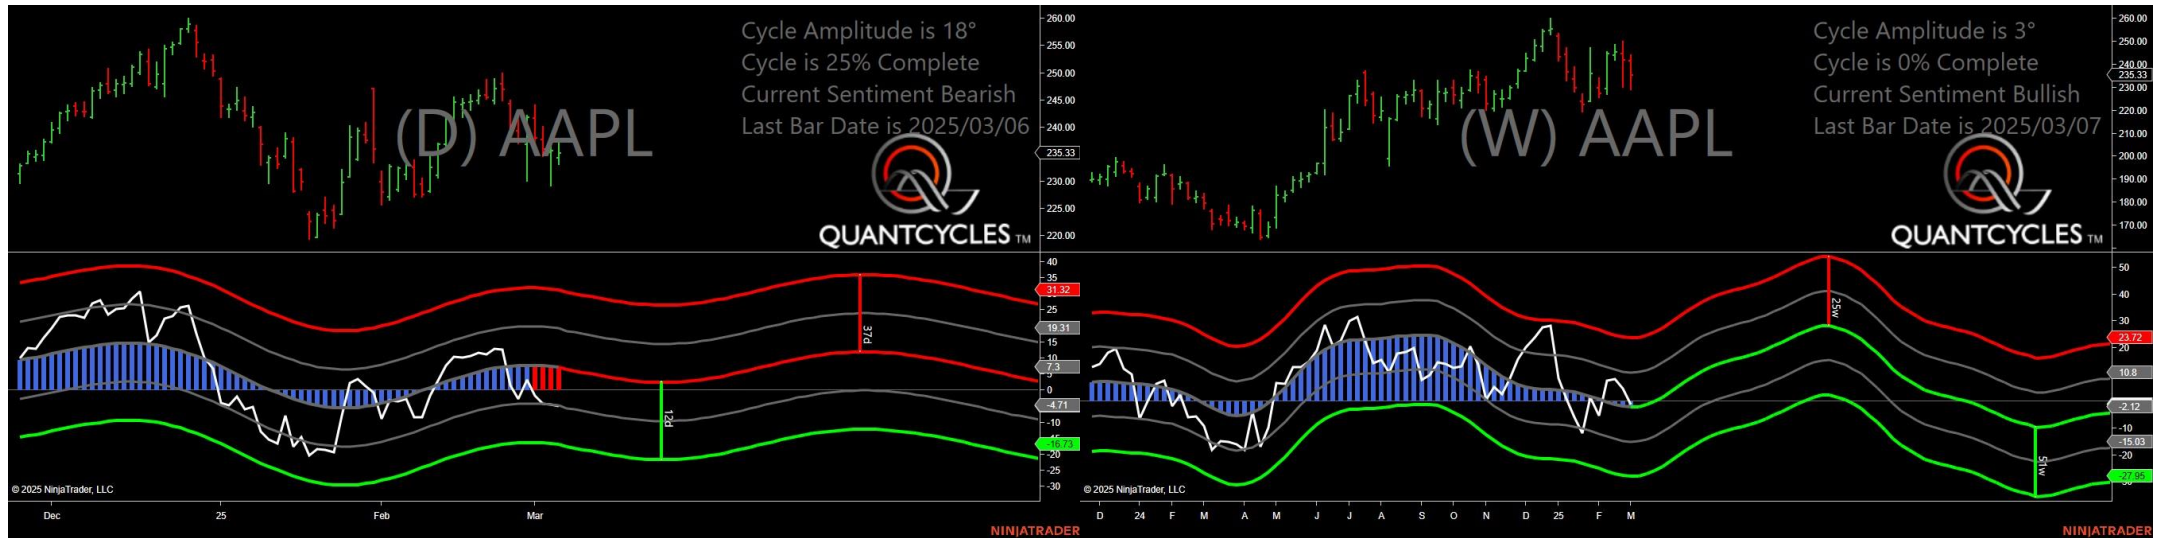 Cycle Amplitude is 18°
Cycle is 25% Complete
Current Sentiment Bearish
Last Bar Date is 2025/03/06
(D) AAPL
QUANTCYCLES TM
260.00
255.00
250.00
245.00
240.00
235.33
230.00
225.00
220.00
40
35
31.32
25
19.31
15
10
7.3
5
0
-4.71
-10
-16.73
-20
-25
-30
37d
12d
© 2025 NinjaTrader, LLC
Dec
25
Feb
Mar
NINJATRADER
Cycle Amplitude is 3°
Cycle is 0% Complete
Current Sentiment Bullish
Last Bar Date is 2025/03/07
(W) AAPL
QUANTCYCLES TM
260.00
250.00
240.00
235.33
230.00
220.00
210.00
200.00
190.00
180.00
170.00
50
40
30
23.72
20
10.8
-2.12
-10
-15.03
-20
-27.95
25w
51w
© 2025 NinjaTrader, LLC
D 24 F M A M J J A S O N D 25 F M
NINJATRADER